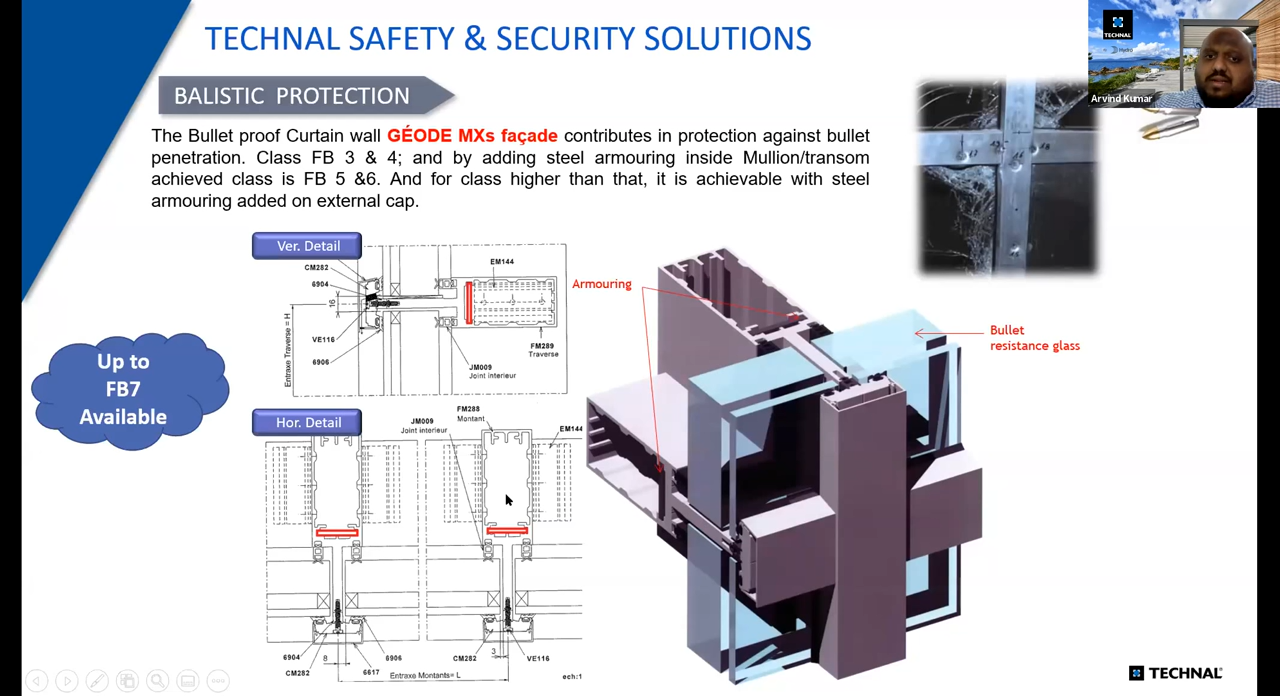 TECHNAL SAFETY & SECURITY SOLUTIONS
TECHNAL
Hydro
Arvind Kumar
BALISTIC PROTECTION
The Bullet proof Curtain wall GÉODE MXs façade contributes in protection against bullet
penetration. Class FB 3 & 4; and by adding steel armouring inside Mullion/transom
achieved class is FB 5 &6. And for class higher than that, it is achievable with steel
armouring added on external cap.
Ver. Detail
CM282
6904
16
VE116
6906
Entraxe Traverse = H
EM144
FM289
Traverse
JM009
Joint interieur
Armouring
Bullet
resistance glass
Up to
FB7
Available
Hor. Detail
JM009
Joint interieur
FM288
Montant
EM144
6904
CM282
8
6617
6906
Entraxe Montants= L
CM282
3
VE116
ech:1
TECHNAL